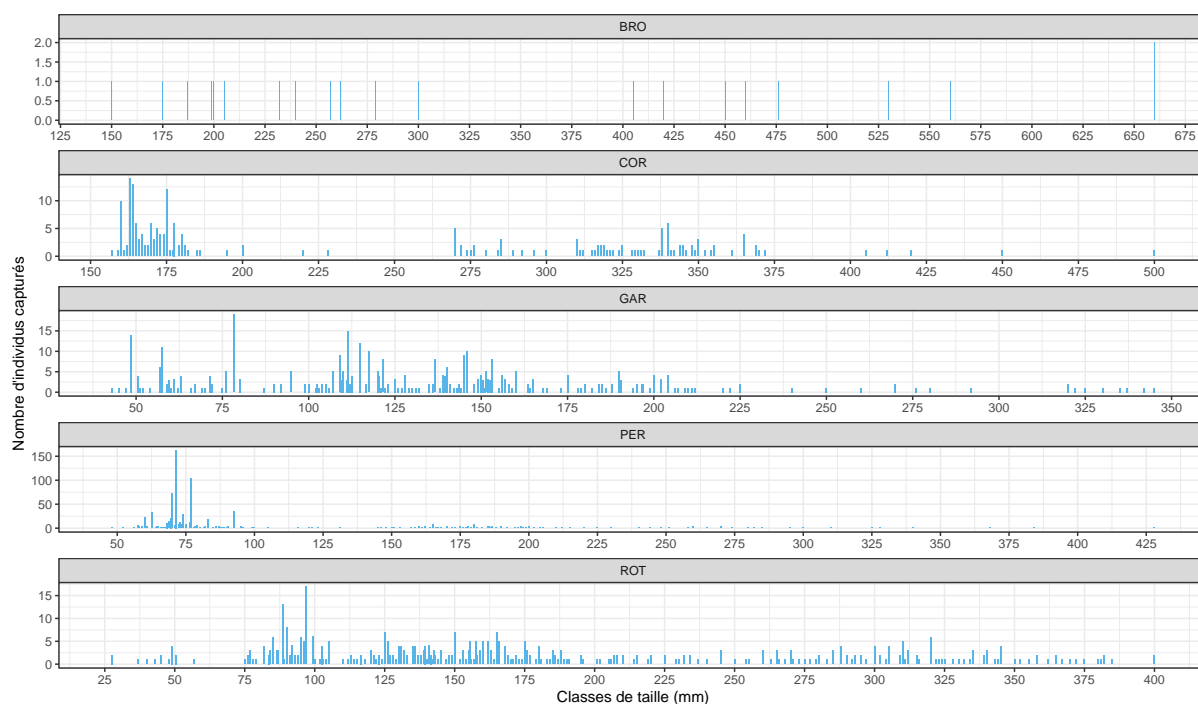 BRO
2.0
1.5
1.0
0.5
0.0
125 150 175 200 225 250 275 300 325 350 375 400 425 450 475 500 525 550 575 600 625 650 675
COR
10
5
0
150 175 200 225 250 275 300 325 350 375 400 425 450 475 500
GAR
15
10
5
0
50 75 100 125 150 175 200 225 250 275 300 325 350
PER
150
100
50
0
50 75 100 125 150 175 200 225 250 275 300 325 350 375 400 425
ROT
15
10
5
0
25 50 75 100 125 150 175 200 225 250 275 300 325 350 375 400
Classes de taille (mm)
Nombre d'individus capturés